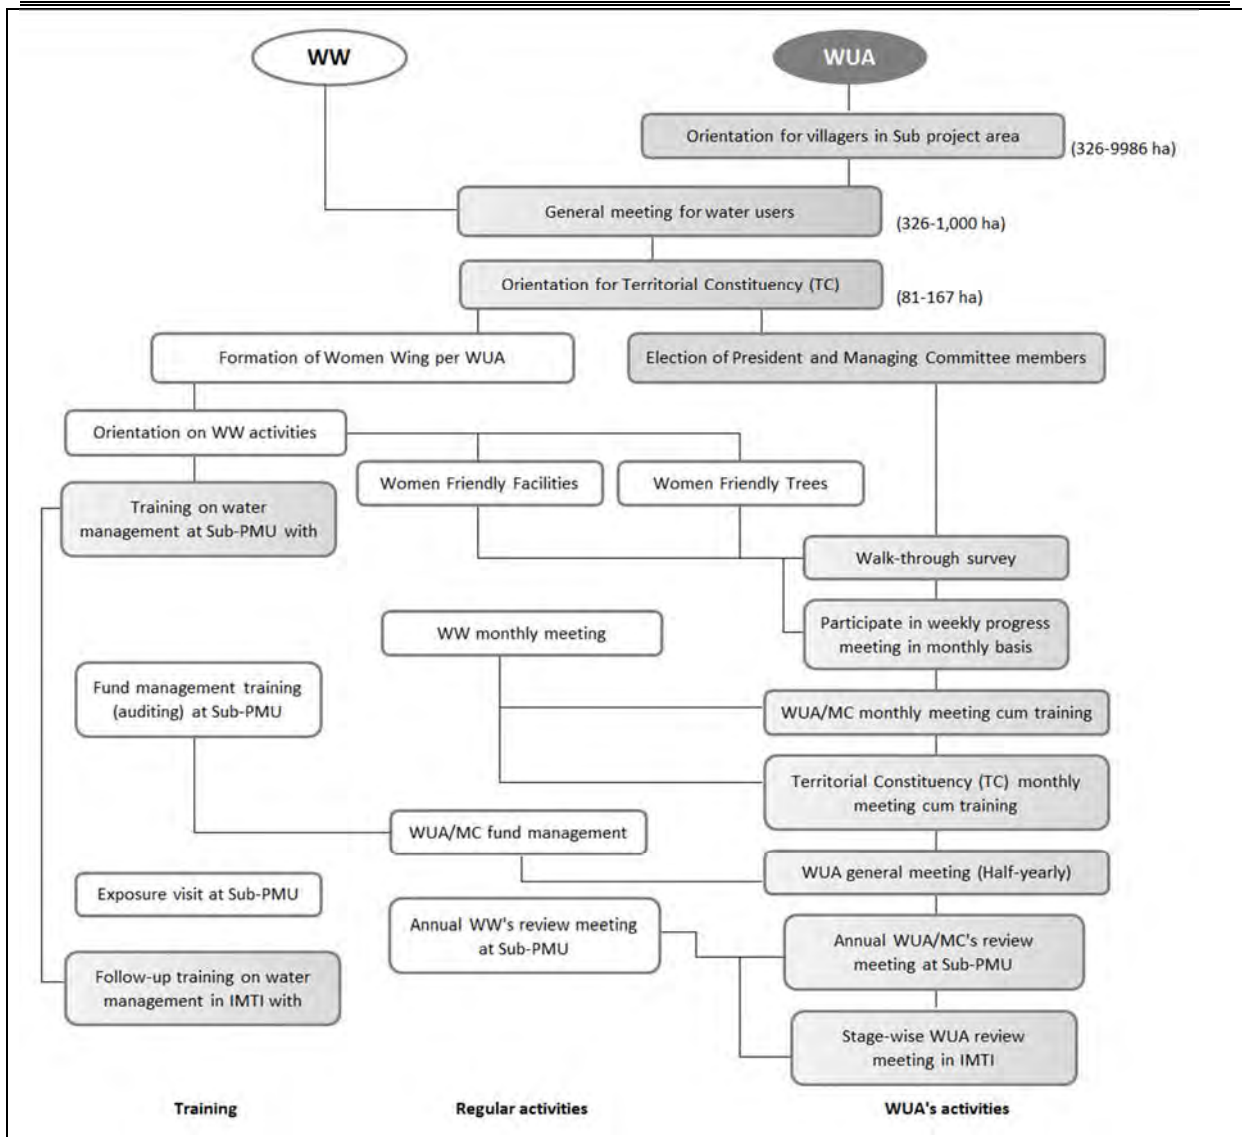 WW
WUA
Orientation for villagers in Sub project area
(326-9986 ha)
General meeting for water users
(326-1,000 ha)
Orientation for Territorial Constituency (TC)
(81-167 ha)
Formation of Women Wing per WUA
Election of President and Managing Committee members
Orientation on WW activities
Women Friendly Facilities
Women Friendly Trees
Training on water
management at Sub-PMU with
Walk-through survey
WW monthly meeting
Participate in weekly progress
meeting in monthly basis
Fund management training
(auditing) at Sub-PMU
WUA/MC monthly meeting cum training
Territorial Constituency (TC) monthly
meeting cum training
WUA/MC fund management
WUA general meeting (Half-yearly)
Exposure visit at Sub-PMU
Annual WW's review meeting
at Sub-PMU
Annual WUA/MC's review
meeting at Sub-PMU
Follow-up training on water
management in IMTI with
Stage-wise WUA review
meeting in IMTI
Training
Regular activities
WUA's activities